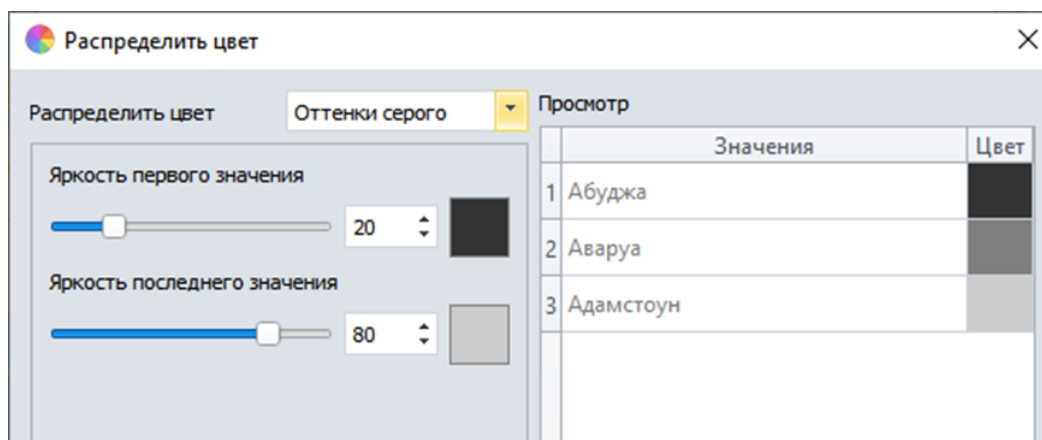 Распределить цвет
Распределить цвет Оттенки серого
Яркость первого значения
20
Яркость последнего значения
80
Просмотр
Значения Цвет
1 Абуджа
2 Аваруа
3 Адамстоун